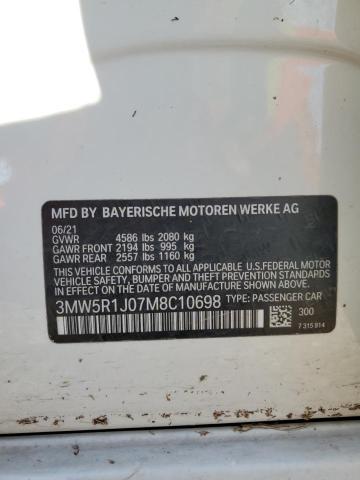 MFD BY BAYERISCHE MOTOREN WERKE AG
06/21
GVWR 4586 lbs 2080 kg
GAWR FRONT 2194 lbs 995 kg
GAWR REAR 2557 lbs 1160 kg
THIS VEHICLE CONFORMS TO ALL APPLICABLE U.S. FEDERAL MOTOR
VEHICLE SAFETY, BUMPER, AND THEFT PREVENTION STANDARDS
IN EFFECT ON THE DATE OF MANUFACTURE SHOWN ABOVE.
3MW5R1J07M8C10698 TYPE: PASSENGER CAR
300
7 315 914